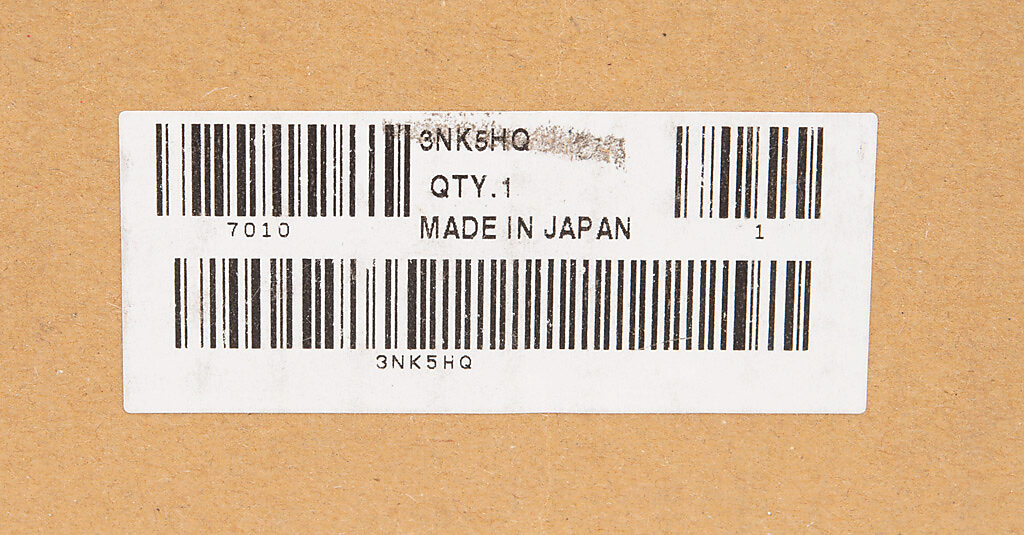 3NK5HQ
QTY.1
7010
MADE IN JAPAN
1
3NK5HQ